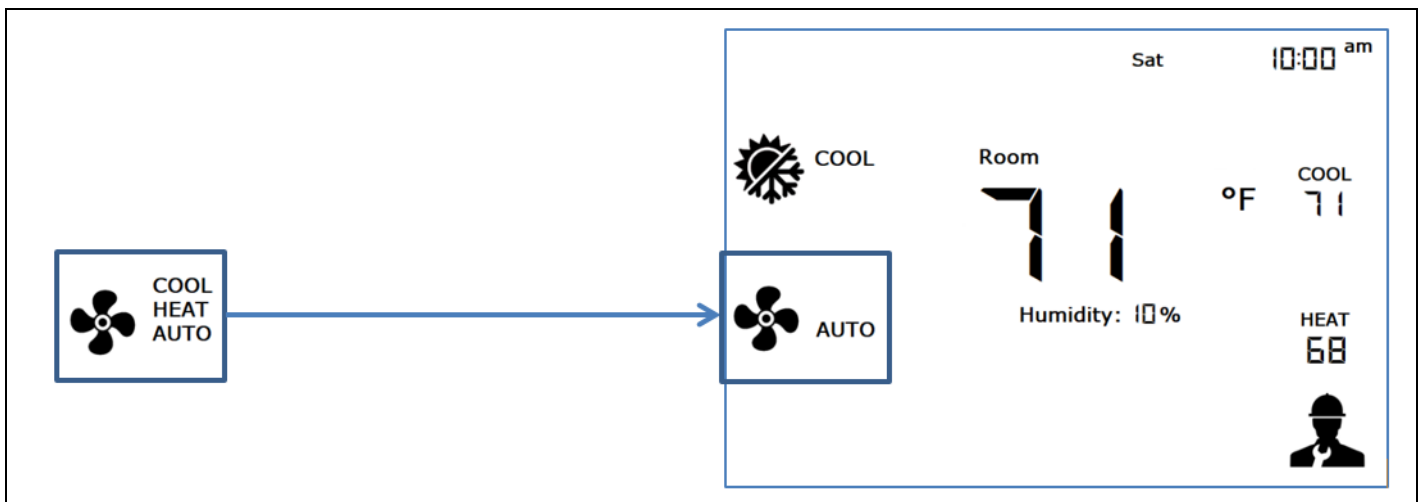 COOL
HEAT
AUTO
Sat 10:00 am
COOL
Room
71 °F
COOL
71
AUTO
Humidity: 10%
HEAT
68